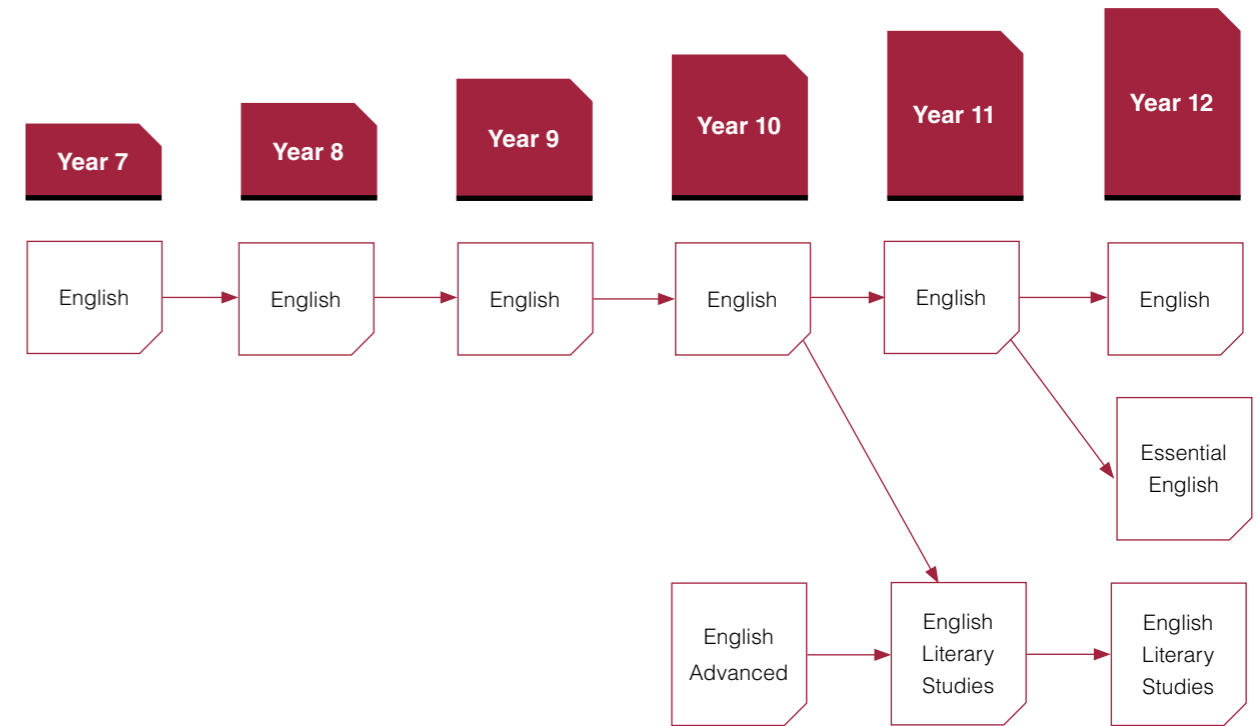 Year 7
Year 8
Year 9
Year 10
Year 11
Year 12
English
English
English
English
English
English
Essential
English
English
Advanced
English
Literary
Studies
English
Literary
Studies